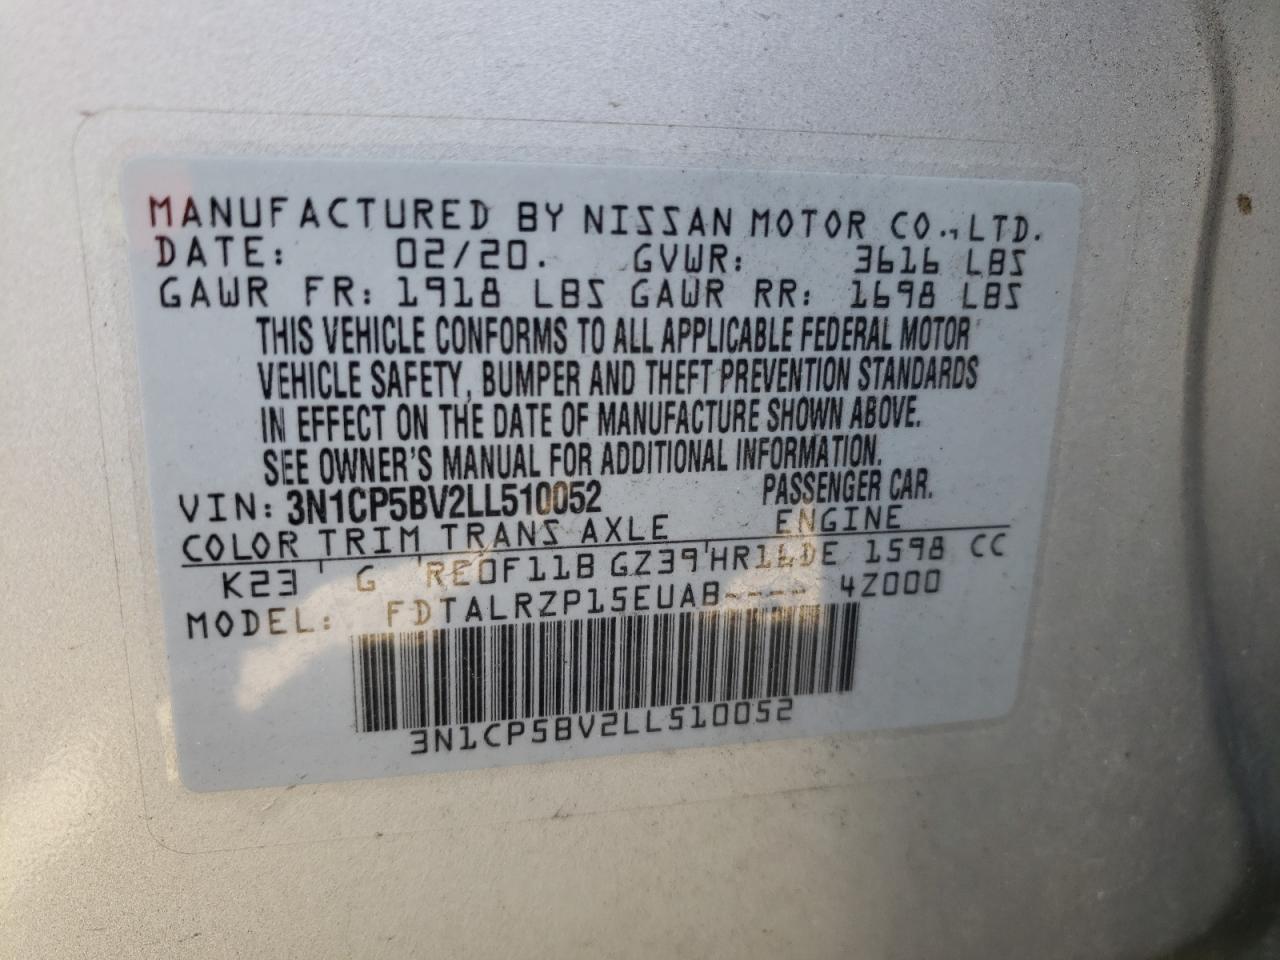 MANUFACTURED BY NISSAN MOTOR CO., LTD.
DATE: 02/20. GVWR: 3616 LBS
GAWR FR: 1918 LBS GAWR RR: 1698 LBS
THIS VEHICLE CONFORMS TO ALL APPLICABLE FEDERAL MOTOR
VEHICLE SAFETY, BUMPER AND THEFT PREVENTION STANDARDS
IN EFFECT ON THE DATE OF MANUFACTURE SHOWN ABOVE.
SEE OWNER'S MANUAL FOR ADDITIONAL INFORMATION.
VIN: 3N1CP5BV2LL510052 PASSENGER CAR.
COLOR TRIM TRANS AXLE ENGINE
K23 ' G 'RE0F11B GZ39'HR16DE 1598 CC
MODEL: FDTALRZP15EUAB---- 4Z000
3N1CP5BV2LL510052